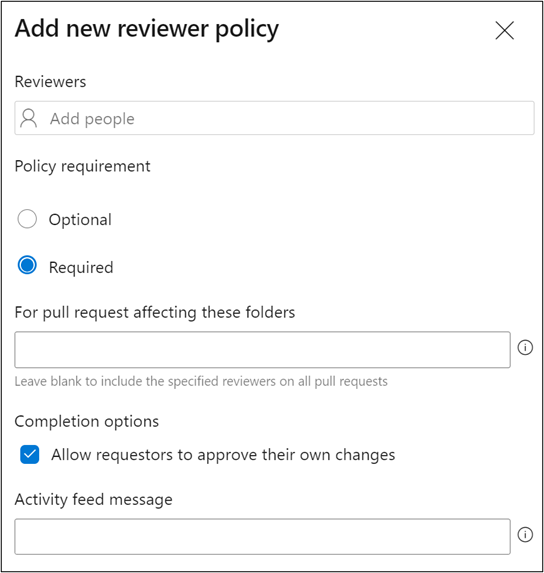 Add new reviewer policy
Reviewers
Add people
Policy requirement
Optional
Required
For pull request affecting these folders
Leave blank to include the specified reviewers on all pull requests
Completion options
Allow requestors to approve their own changes
Activity feed message